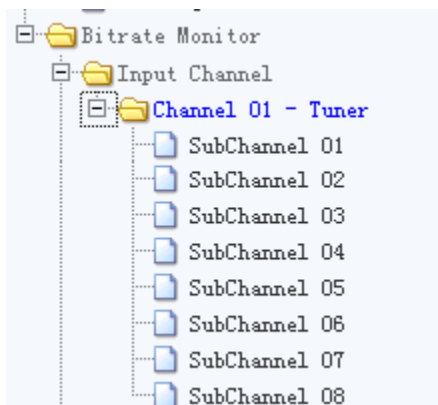 Bitrate Monitor
Input Channel
Channel 01 - Tuner
SubChannel 01
SubChannel 02
SubChannel 03
SubChannel 04
SubChannel 05
SubChannel 06
SubChannel 07
SubChannel 08